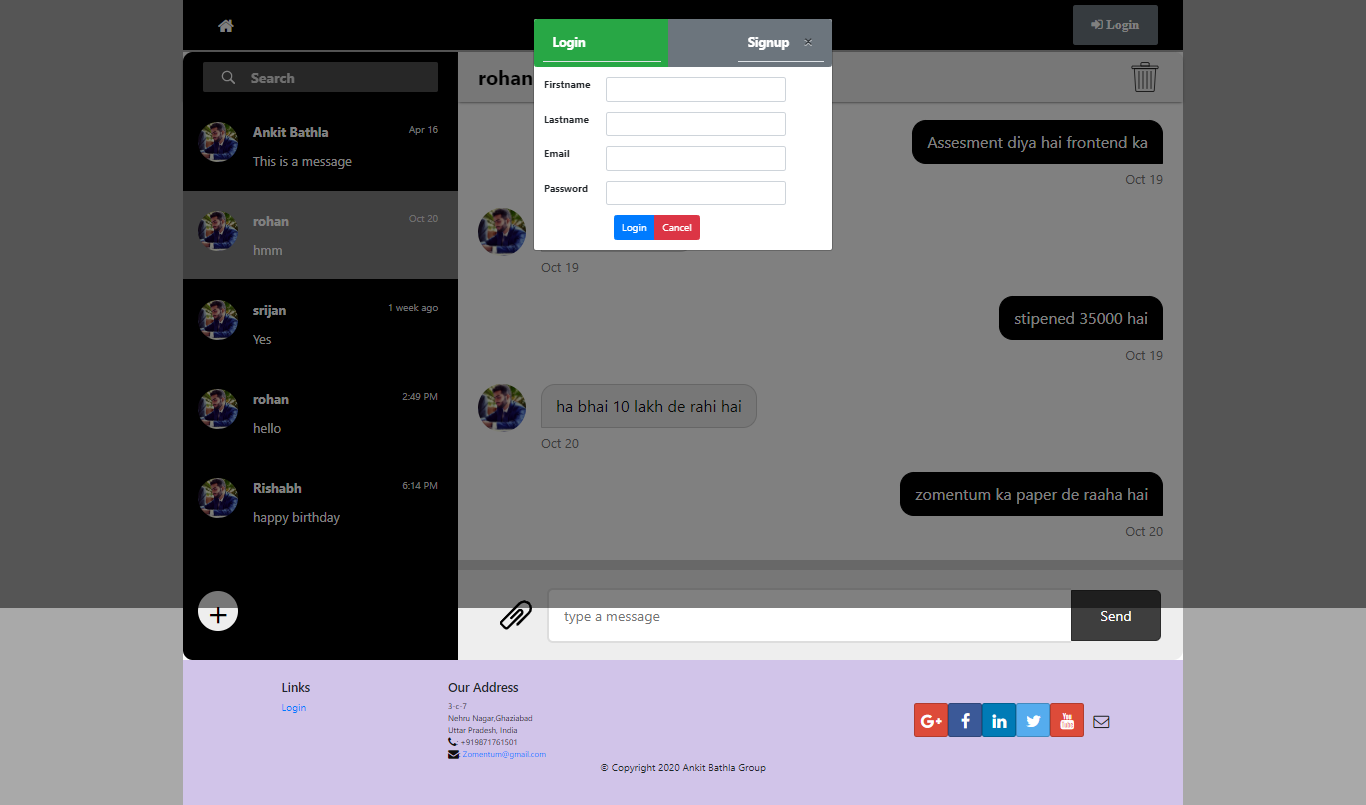 Login
Login
Signup
×
Firstname
Lastname
Email
Password
Login
Cancel
Search
Ankit Bathla
Apr 16
This is a message
rohan
Oct 20
hmm
srijan
1 week ago
Yes
rohan
2:49 PM
hello
Rishabh
6:14 PM
happy birthday
rohan
Assesment diya hai frontend ka
Oct 19
Oct 19
stipened 35000 hai
Oct 19
ha bhai 10 lakh de rahi hai
Oct 20
zomentum ka paper de raaha hai
Oct 20
type a message
Send
Links
Login
Our Address
3-c-7
Nehru Nagar,Ghaziabad
Uttar Pradesh, India
: +919871761501
: Zomentum@gmail.com
© Copyright 2020 Ankit Bathla Group
G+
f
in
You Tube